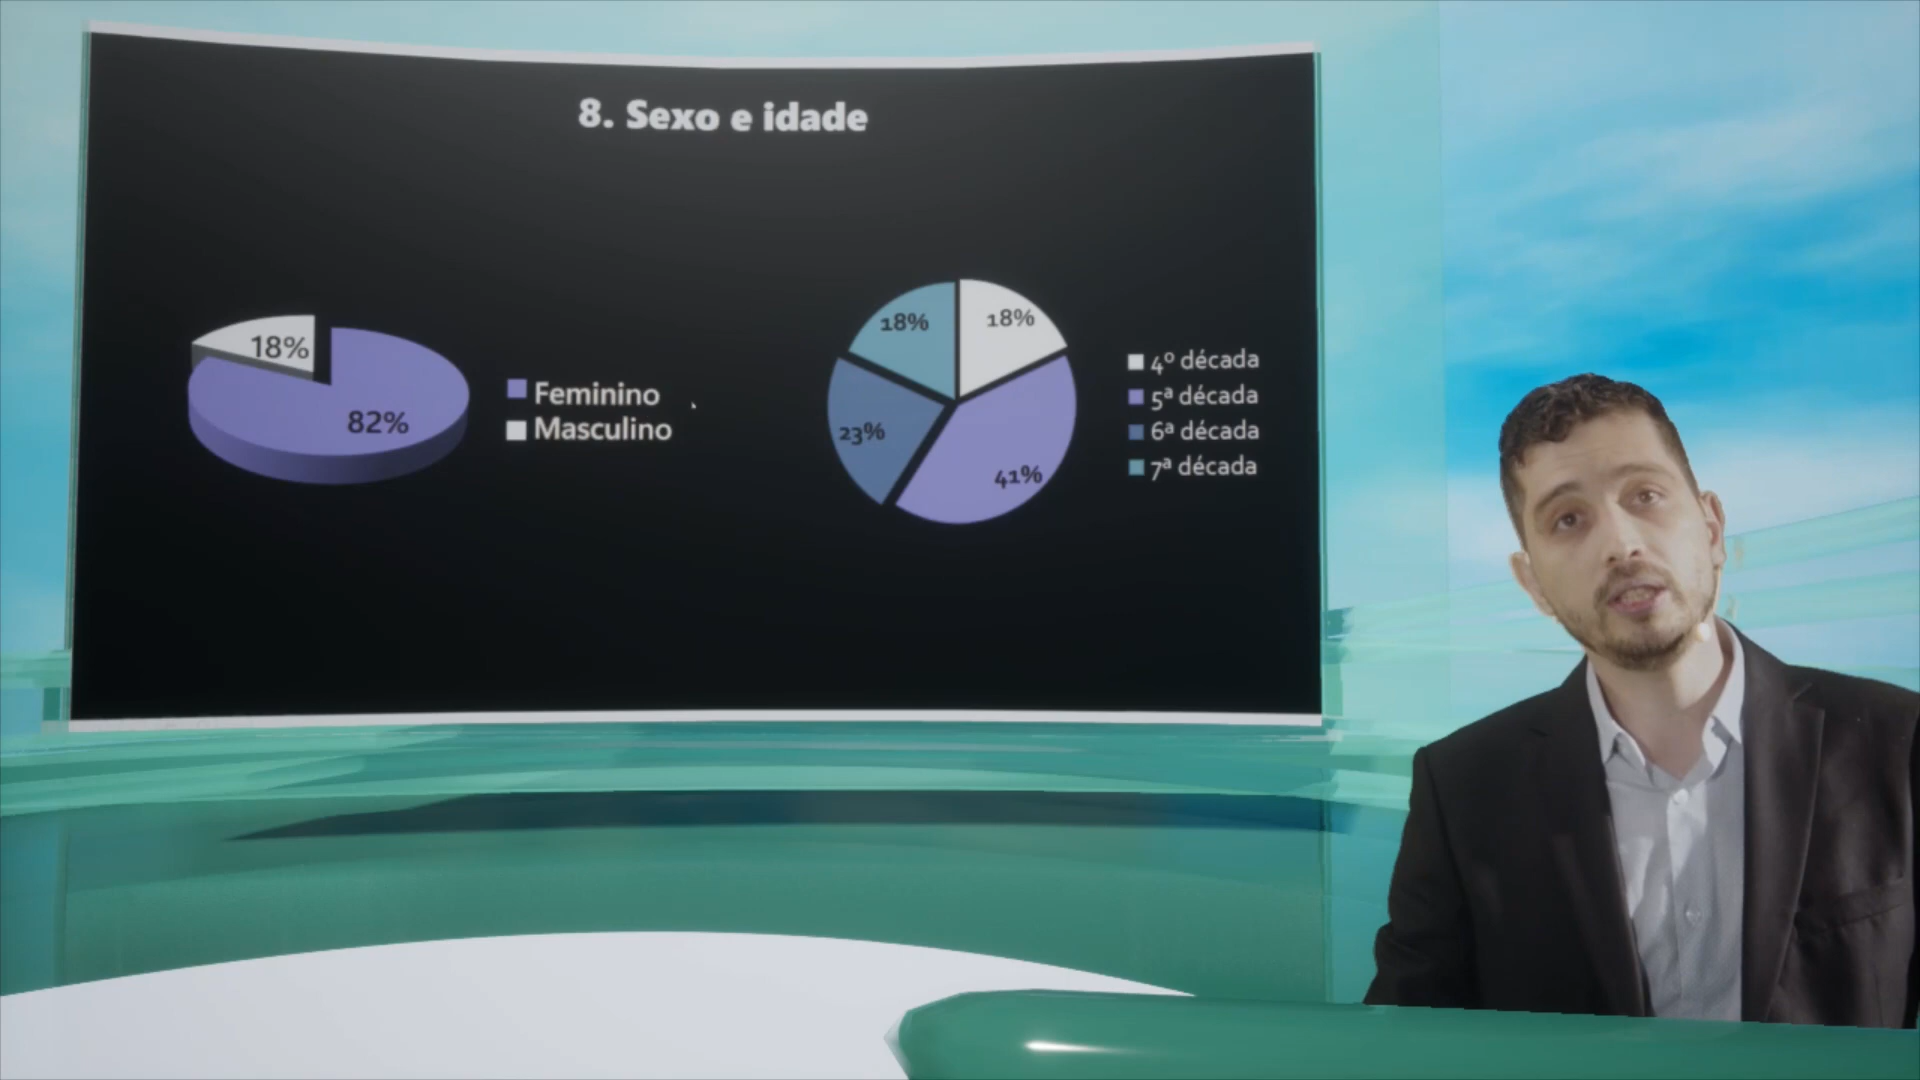 8. Sexo e idade
18%
82%
Feminino
Masculino
18%
18%
23%
41%
4º década
5ª década
6ª década
7ª década